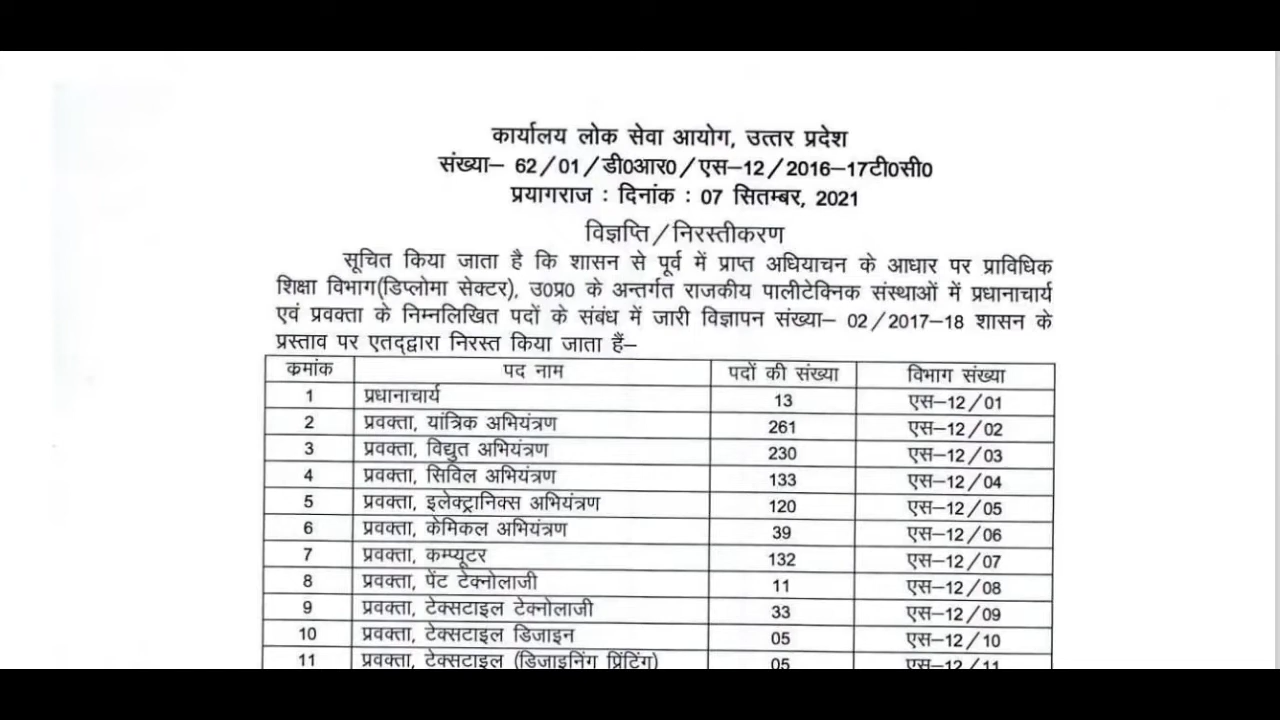 कार्यालय लोक सेवा आयोग, उत्तर प्रदेश
संख्या– 62/01/डी0आर0/एस–12/2016–17टी0सी0
प्रयागराज : दिनांक : 07 सितम्बर, 2021
विज्ञप्ति/निरस्तीकरण
सूचित किया जाता है कि शासन से पूर्व में प्राप्त अधियाचन के आधार पर प्राविधिक
शिक्षा विभाग(डिप्लोमा सेक्टर), उ0प्र0 के अन्तर्गत राजकीय पालीटेक्निक संस्थाओं में प्रधानाचार्य
एवं प्रवक्ता के निम्नलिखित पदों के संबंध में जारी विज्ञापन संख्या– 02/2017–18 शासन के
प्रस्ताव पर एतद्द्वारा निरस्त किया जाता हैं–
क्रमांक पद नाम पदों की संख्या विभाग संख्या
1 प्रधानाचार्य 13 एस–12/01
2 प्रवक्ता, यांत्रिक अभियंत्रण 261 एस–12/02
3 प्रवक्ता, विद्युत अभियंत्रण 230 एस–12/03
4 प्रवक्ता, सिविल अभियंत्रण 133 एस–12/04
5 प्रवक्ता, इलेक्ट्रानिक्स अभियंत्रण 120 एस–12/05
6 प्रवक्ता, केमिकल अभियंत्रण 39 एस–12/06
7 प्रवक्ता, कम्प्यूटर 132 एस–12/07
8 प्रवक्ता, पेंट टेक्नोलाजी 11 एस–12/08
9 प्रवक्ता, टेक्सटाइल टेक्नोलाजी 33 एस–12/09
10 प्रवक्ता, टेक्सटाइल डिजाइन 05 एस–12/10
11 प्रवक्ता, टेक्सटाइल (डिजाइनिंग प्रिंटिंग) 05 एस–12/11